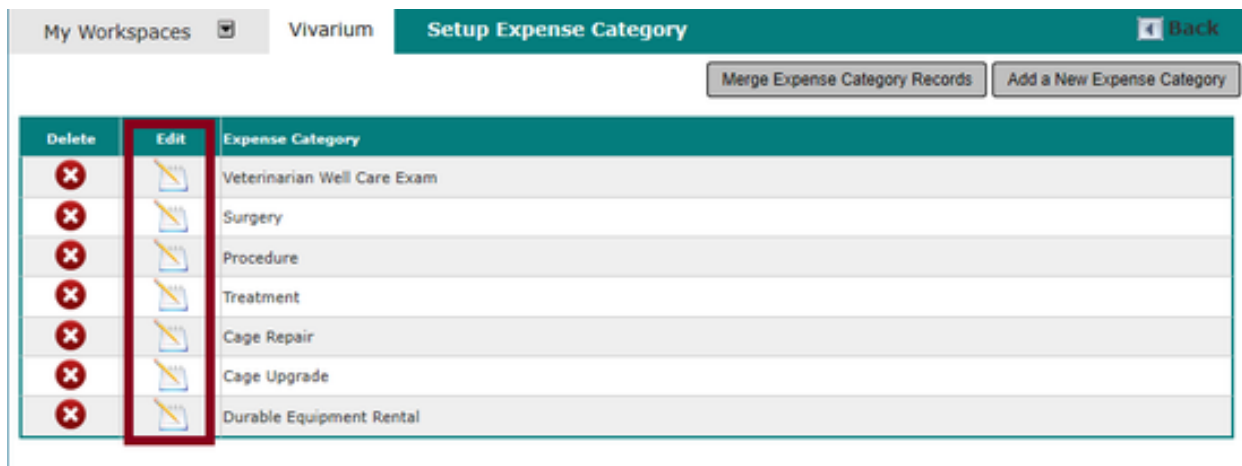 My Workspaces Vivarium Setup Expense Category Back
Merge Expense Category Records Add a New Expense Category
Delete Edit Expense Category
Veterinarian Well Care Exam
Surgery
Procedure
Treatment
Cage Repair
Cage Upgrade
Durable Equipment Rental